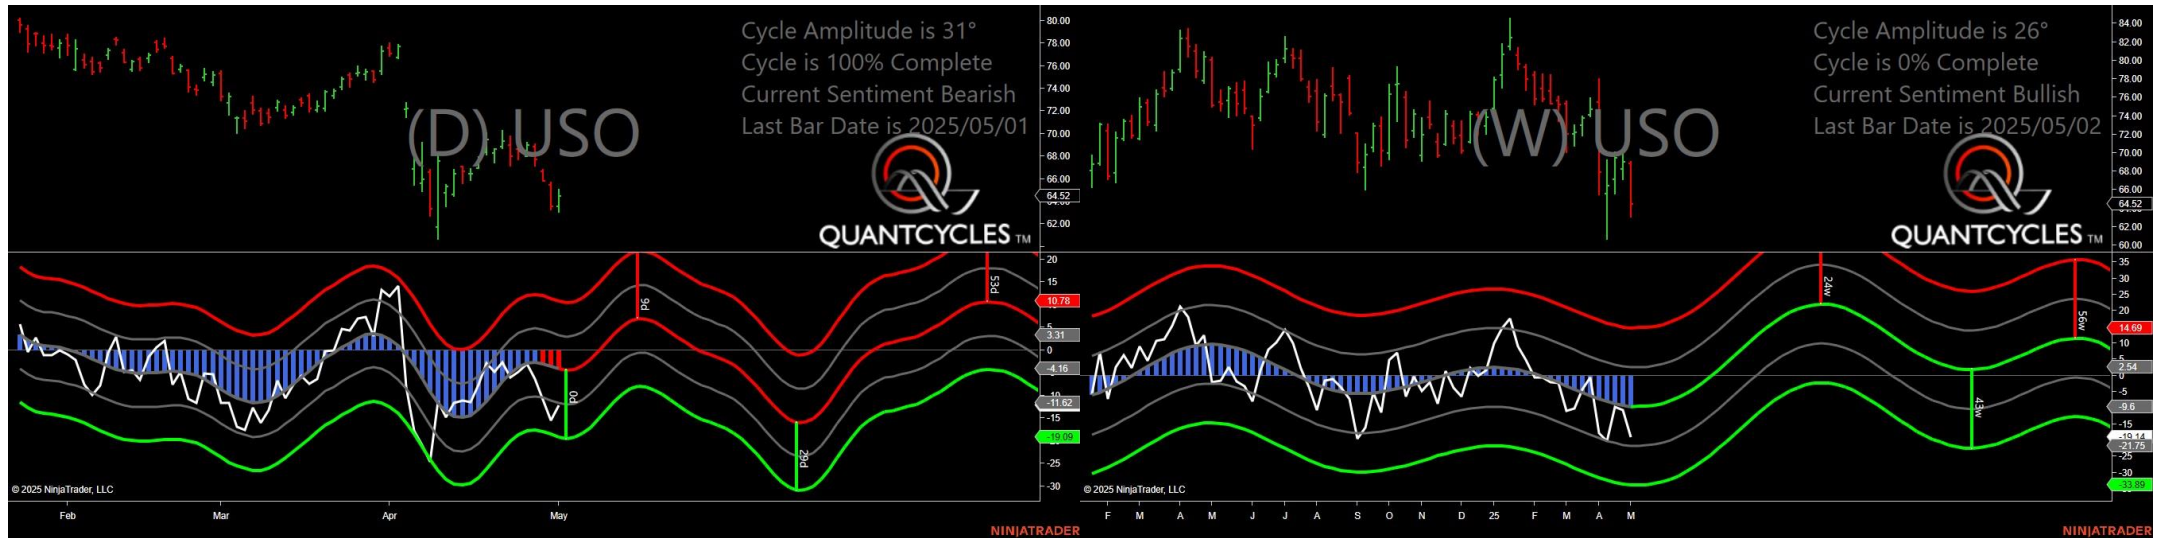 Cycle Amplitude is 31°
Cycle is 100% Complete
Current Sentiment Bearish
Last Bar Date is 2025/05/01
(D) USO
QUANTCYCLES TM
80.00
78.00
76.00
74.00
72.00
70.00
68.00
66.00
64.52
62.00
20
15
10.78
5
3.31
0
-4.16
-10
-11.62
-15
-19.09
-25
-30
9d
53d
0d
29d
© 2025 NinjaTrader, LLC
Feb Mar Apr May
NINJATRADER
Cycle Amplitude is 26°
Cycle is 0% Complete
Current Sentiment Bullish
Last Bar Date is 2025/05/02
(W) USO
QUANTCYCLES TM
84.00
82.00
80.00
78.00
76.00
74.00
72.00
70.00
68.00
66.00
64.52
62.00
60.00
35
30
25
20
14.69
10
5
2.54
0
-5
-9.6
-15
-19.14
-21.75
-25
-30
-33.89
24w
56w
43w
© 2025 NinjaTrader, LLC
F M A M J J A S O N D 25 F M A M
NINJATRADER